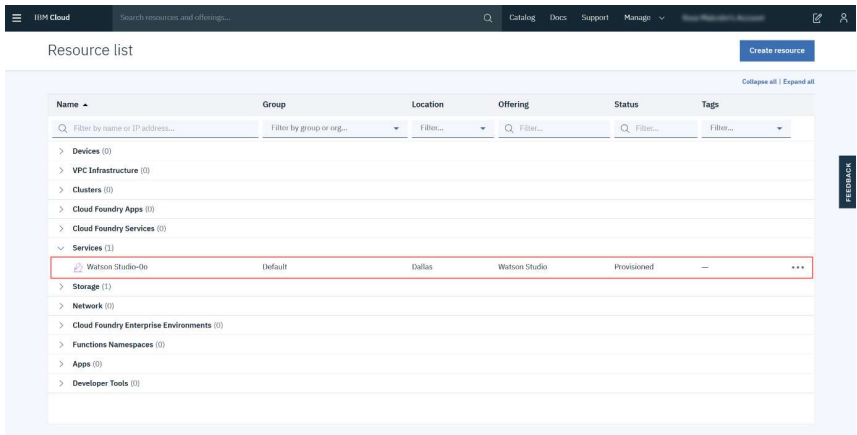 IBM Cloud Search resources and offerings... Catalog Docs Support Manage
Resource list
Create resource
Collapse all | Expand all
Name Group Location Offering Status Tags
Filter by name or IP address... Filter by group or org... Filter... Filter... Filter... Filter...
Devices (0)
VPC Infrastructure (0)
Clusters (0)
Cloud Foundry Apps (0)
Cloud Foundry Services (0)
Services (1)
Watson Studio-0o Default Dallas Watson Studio Provisioned —
Storage (1)
Network (0)
Cloud Foundry Enterprise Environments (0)
Functions Namespaces (0)
Apps (0)
Developer Tools (0)
FEEDBACK